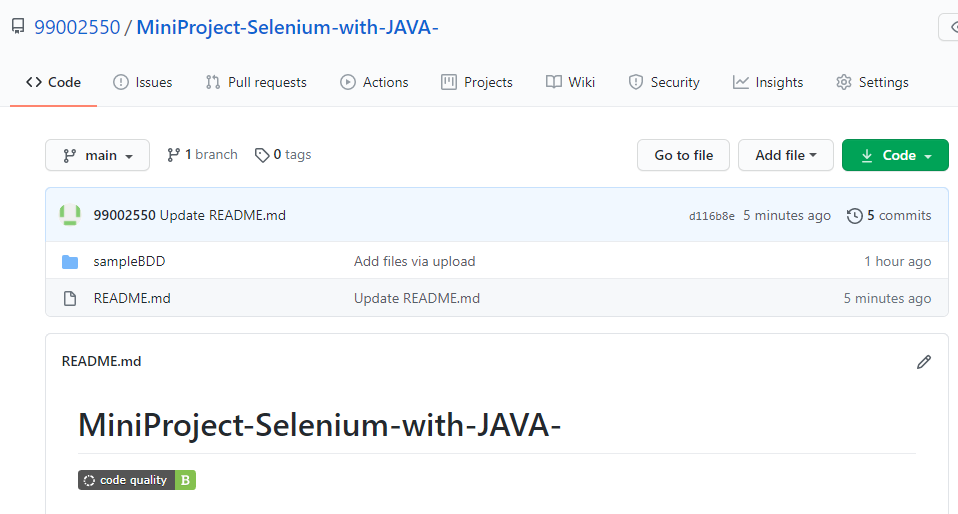 99002550 / MiniProject-Selenium-with-JAVA-
<> Code Issues Pull requests Actions Projects Wiki Security Insights Settings
main 1 branch 0 tags Go to file Add file Code
99002550 Update README.md d116b8e 5 minutes ago 5 commits
sampleBDD Add files via upload 1 hour ago
README.md Update README.md 5 minutes ago
README.md
MiniProject-Selenium-with-JAVA-
code quality B